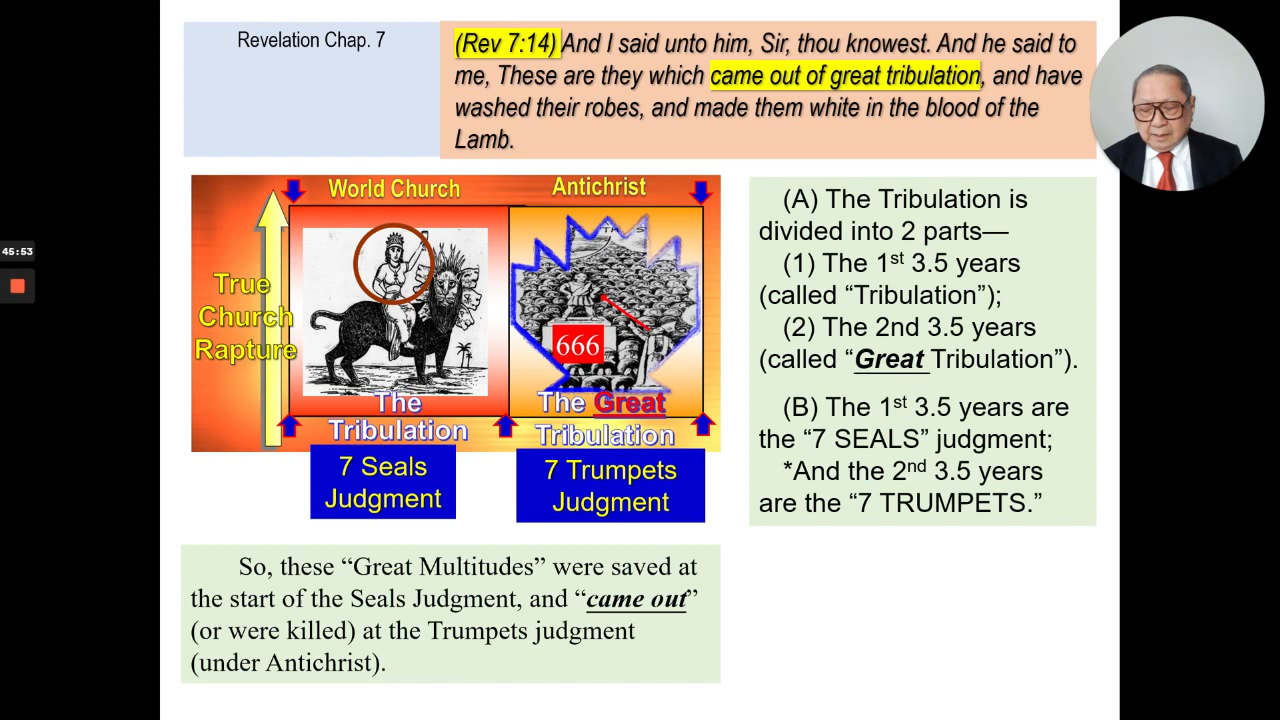 Revelation Chap. 7
(Rev 7:14) And I said unto him, Sir, thou knowest. And he said to
me, These are they which came out of great tribulation, and have
washed their robes, and made them white in the blood of the
Lamb.
45:53
World Church
Antichrist
True
Church
Rapture
666
The
Tribulation
The Great
Tribulation
7 Seals
Judgment
7 Trumpets
Judgment
(A) The Tribulation is
divided into 2 parts—
(1) The 1st 3.5 years
(called “Tribulation”);
(2) The 2nd 3.5 years
(called “Great Tribulation”).
(B) The 1st 3.5 years are
the “7 SEALS” judgment;
*And the 2nd 3.5 years
are the “7 TRUMPETS.”
So, these “Great Multitudes” were saved at
the start of the Seals Judgment, and “came out”
(or were killed) at the Trumpets judgment
(under Antichrist).